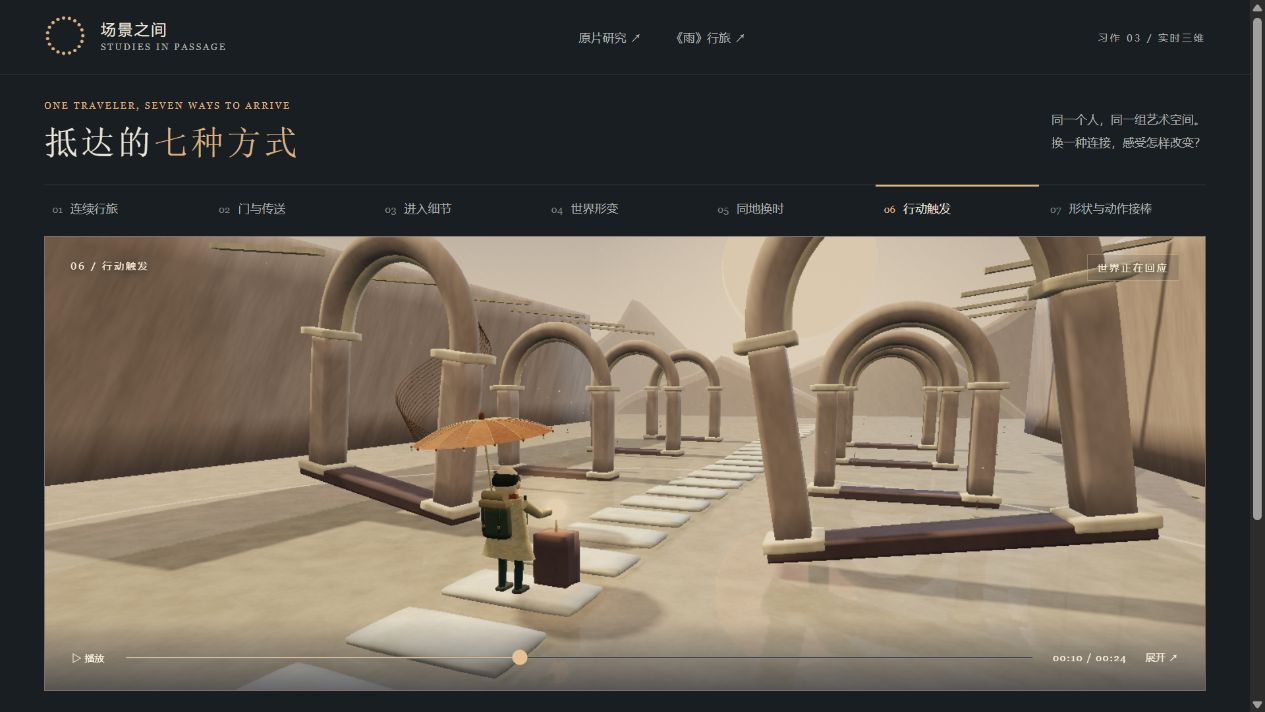 场景之间
STUDIES IN PASSAGE
原片研究 ↗
《雨》行旅 ↗
习作 03 / 实时三维
ONE TRAVELER, SEVEN WAYS TO ARRIVE
抵达的七种方式
同一个人，同一组艺术空间。
换一种连接，感受怎样改变？
01 连续行旅
02 门与传送
03 进入细节
04 世界形变
05 同地换时
06 行动触发
07 形状与动作接棒
06 / 行动触发
世界正在回应
▷ 播放
00:10 / 00:24
展开 ↗